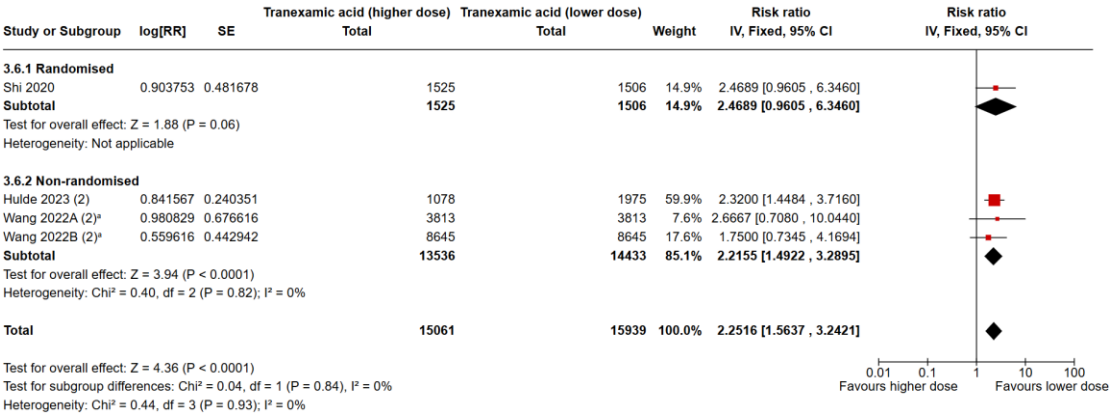 Tranexamic acid (higher dose) Tranexamic acid (lower dose) Risk ratio Risk ratio
Study or Subgroup log[RR] SE Total Total Weight IV, Fixed, 95% CI IV, Fixed, 95% CI
3.6.1 Randomised
Shi 2020 0.903753 0.481678 1525 1506 14.9% 2.4689 [0.9605 , 6.3460]
Subtotal 1525 1506 14.9% 2.4689 [0.9605 , 6.3460]
Test for overall effect: Z = 1.88 (P = 0.06)
Heterogeneity: Not applicable
3.6.2 Non-randomised
Hulde 2023 (2) 0.841567 0.240351 1078 1975 59.9% 2.3200 [1.4484 , 3.7160]
Wang 2022A (2)ᵃ 0.980829 0.676616 3813 3813 7.6% 2.6667 [0.7080 , 10.0440]
Wang 2022B (2)ᵃ 0.559616 0.442942 8645 8645 17.6% 1.7500 [0.7345 , 4.1694]
Subtotal 13536 14433 85.1% 2.2155 [1.4922 , 3.2895]
Test for overall effect: Z = 3.94 (P < 0.0001)
Heterogeneity: Chi² = 0.40, df = 2 (P = 0.82); I² = 0%
Total 15061 15939 100.0% 2.2516 [1.5637 , 3.2421]
Test for overall effect: Z = 4.36 (P < 0.0001)
Test for subgroup differences: Chi² = 0.04, df = 1 (P = 0.84), I² = 0%
Heterogeneity: Chi² = 0.44, df = 3 (P = 0.93); I² = 0%
0.01 0.1 1 10 100
Favours higher dose Favours lower dose